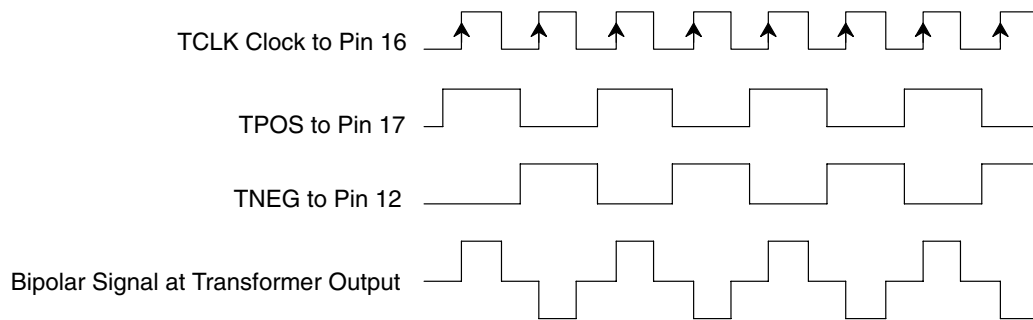 TCLK Clock to Pin 16
TPOS to Pin 17
TNEG to Pin 12
Bipolar Signal at Transformer Output